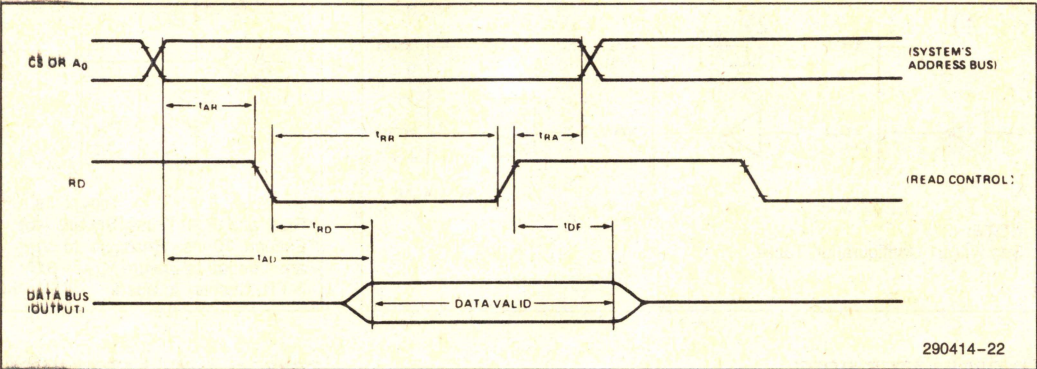 CS OR A0
(SYSTEM'S
ADDRESS BUS)
tAR
tRR
tRA
RD
(READ CONTROL)
tRD
tDF
tAD
DATA BUS
(OUTPUT)
DATA VALID
290414-22